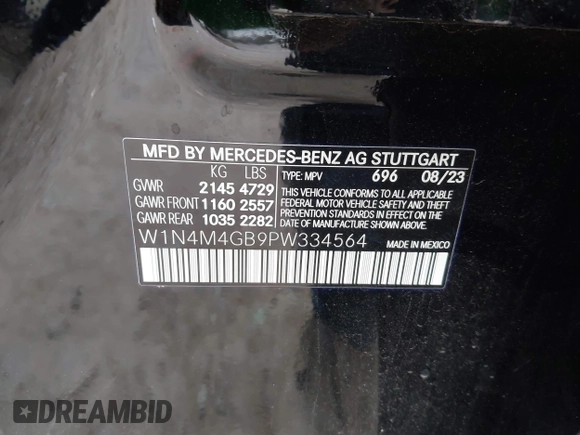 MFD BY MERCEDES-BENZ AG STUTTGART
KG LBS TYPE: MPV 696 08/23
GVWR 2145 4729 THIS VEHICLE CONFORMS TO ALL APPLICABLE
GAWR FRONT 1160 2557 FEDERAL MOTOR VEHICLE SAFETY AND THEFT
GAWR REAR 1035 2282 PREVENTION STANDARDS IN EFFECT ON THE DATE OF MANUFACTURE SHOWN ABOVE.
W1N4M4GB9PW334564 MADE IN MEXICO
DREAMBID